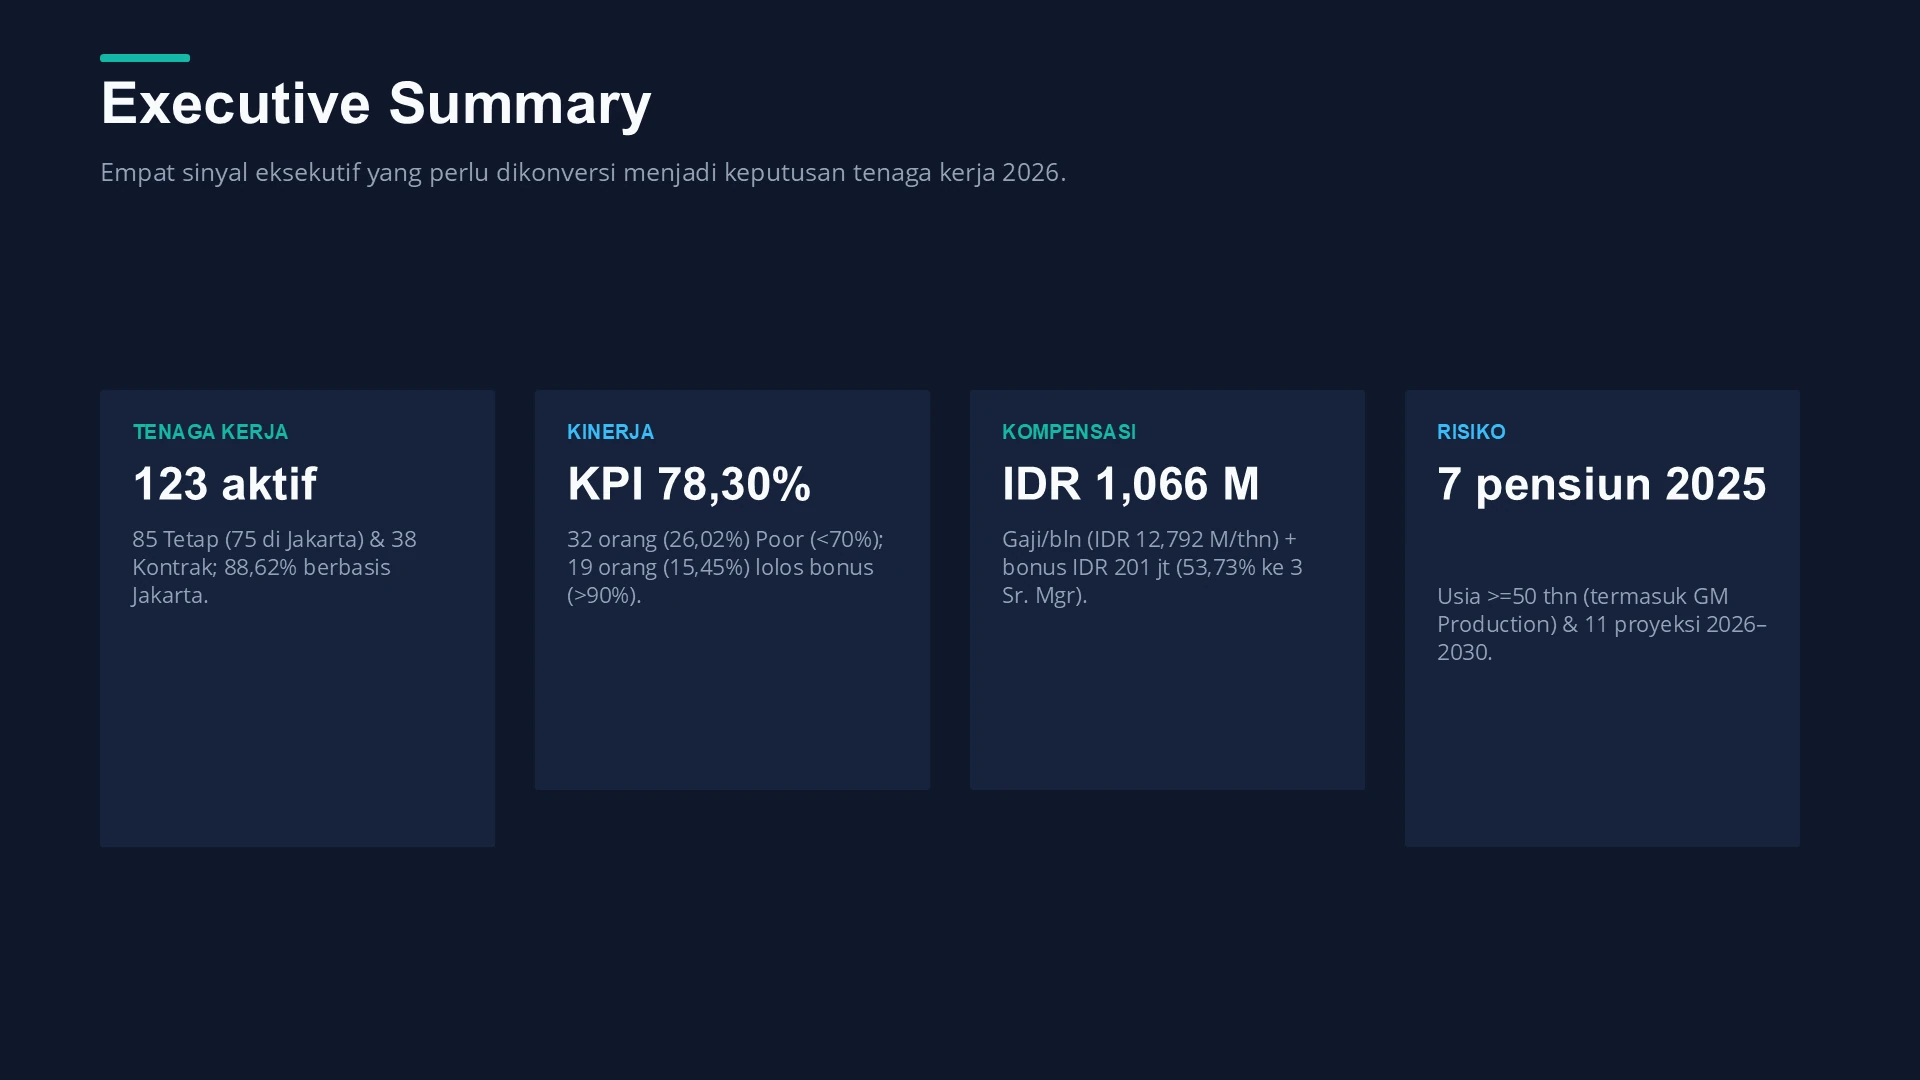 Executive Summary
Empat sinyal eksekutif yang perlu dikonversi menjadi keputusan tenaga kerja 2026.
TENAGA KERJA
123 aktif
85 Tetap (75 di Jakarta) & 38
Kontrak; 88,62% berbasis
Jakarta.
KINERJA
KPI 78,30%
32 orang (26,02%) Poor (<70%);
19 orang (15,45%) lolos bonus
(>90%).
KOMPENSASI
IDR 1,066 M
Gaji/bln (IDR 12,792 M/thn) +
bonus IDR 201 jt (53,73% ke 3
Sr. Mgr).
RISIKO
7 pensiun 2025
Usia >=50 thn (termasuk GM
Production) & 11 proyeksi 2026–
2030.